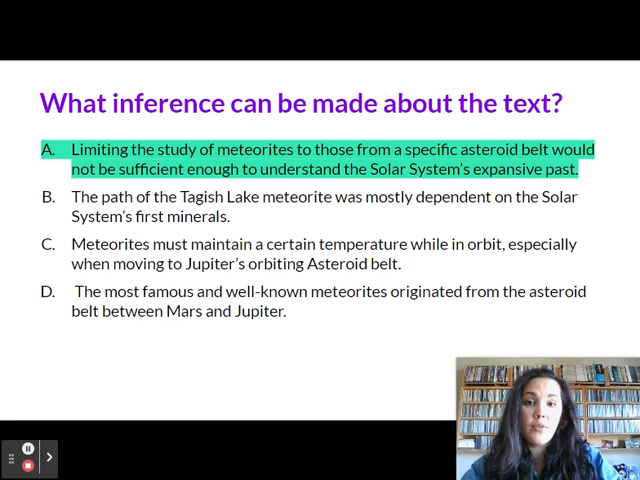 What inference can be made about the text?
A. Limiting the study of meteorites to those from a specific asteroid belt would
not be sufficient enough to understand the Solar System's expansive past.
B. The path of the Tagish Lake meteorite was mostly dependent on the Solar
System's first minerals.
C. Meteorites must maintain a certain temperature while in orbit, especially
when moving to Jupiter's orbiting Asteroid belt.
D. The most famous and well-known meteorites originated from the asteroid
belt between Mars and Jupiter.